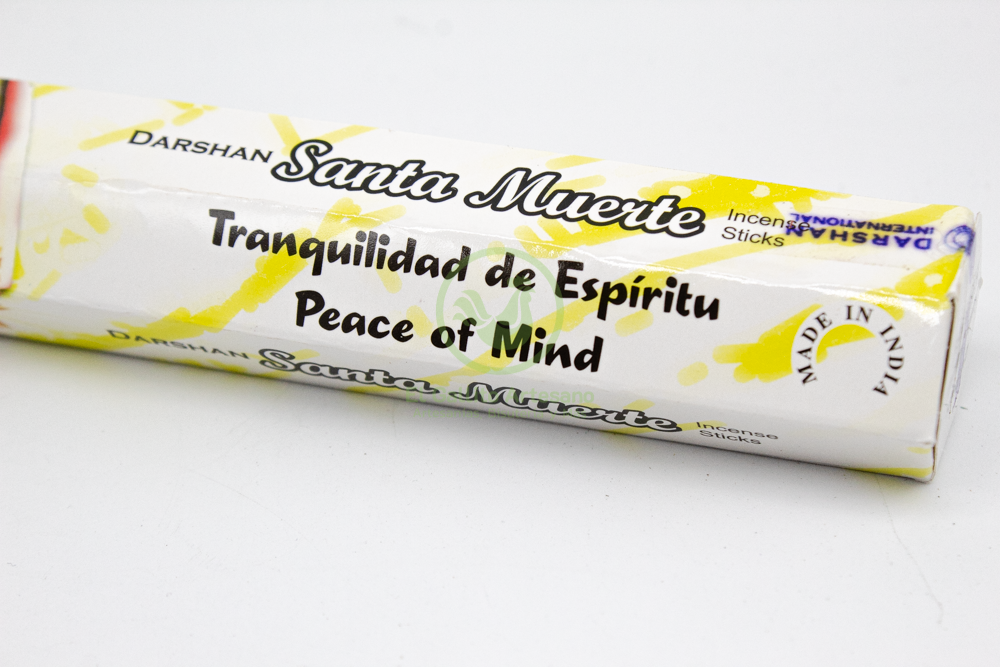 DARSHAN Santa Muerte Incense Sticks
DARSHAN INTERNATIONAL
Tranquilidad de Espíritu
Peace of Mind
MADE IN INDIA
DARSHAN Santa Muerte Incense Sticks